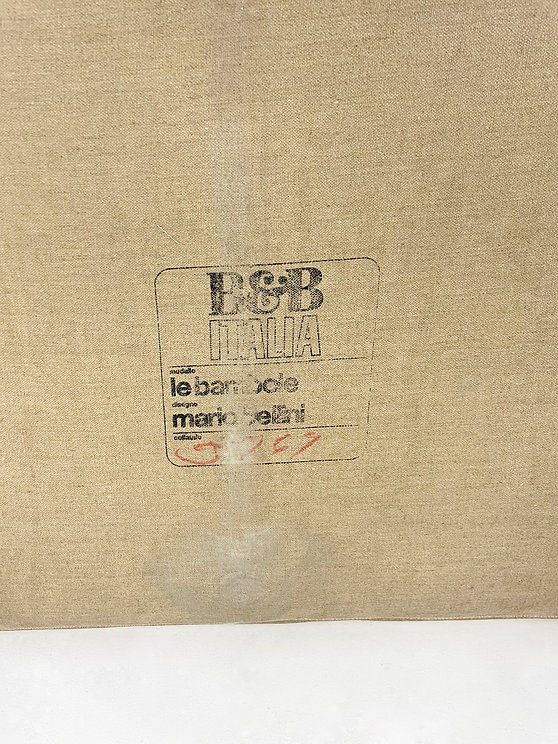 B&B
ITALIA
modello
le bambole
disegno
mario bellini
collaudo